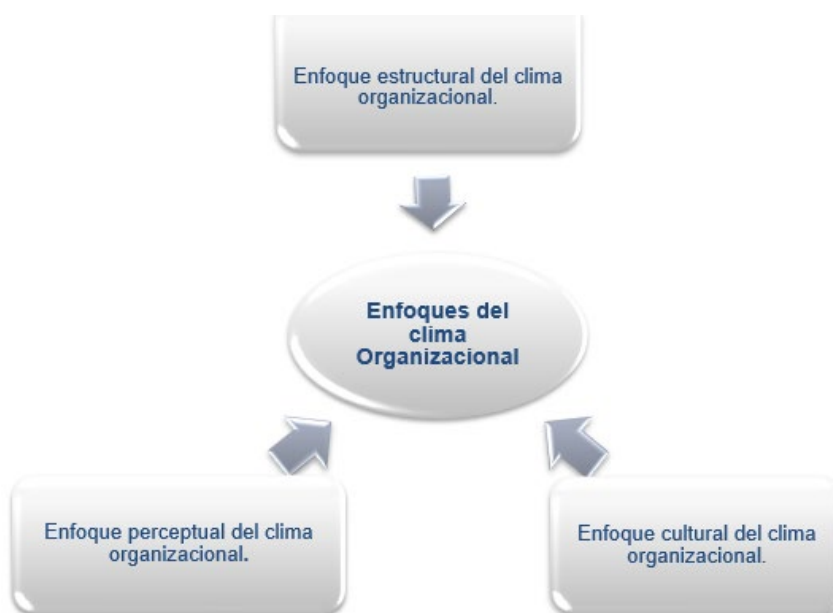 Enfoque estructural del clima
organizacional.
Enfoques del
clima
Organizacional
Enfoque perceptual del clima
organizacional.
Enfoque cultural del clima
organizacional.